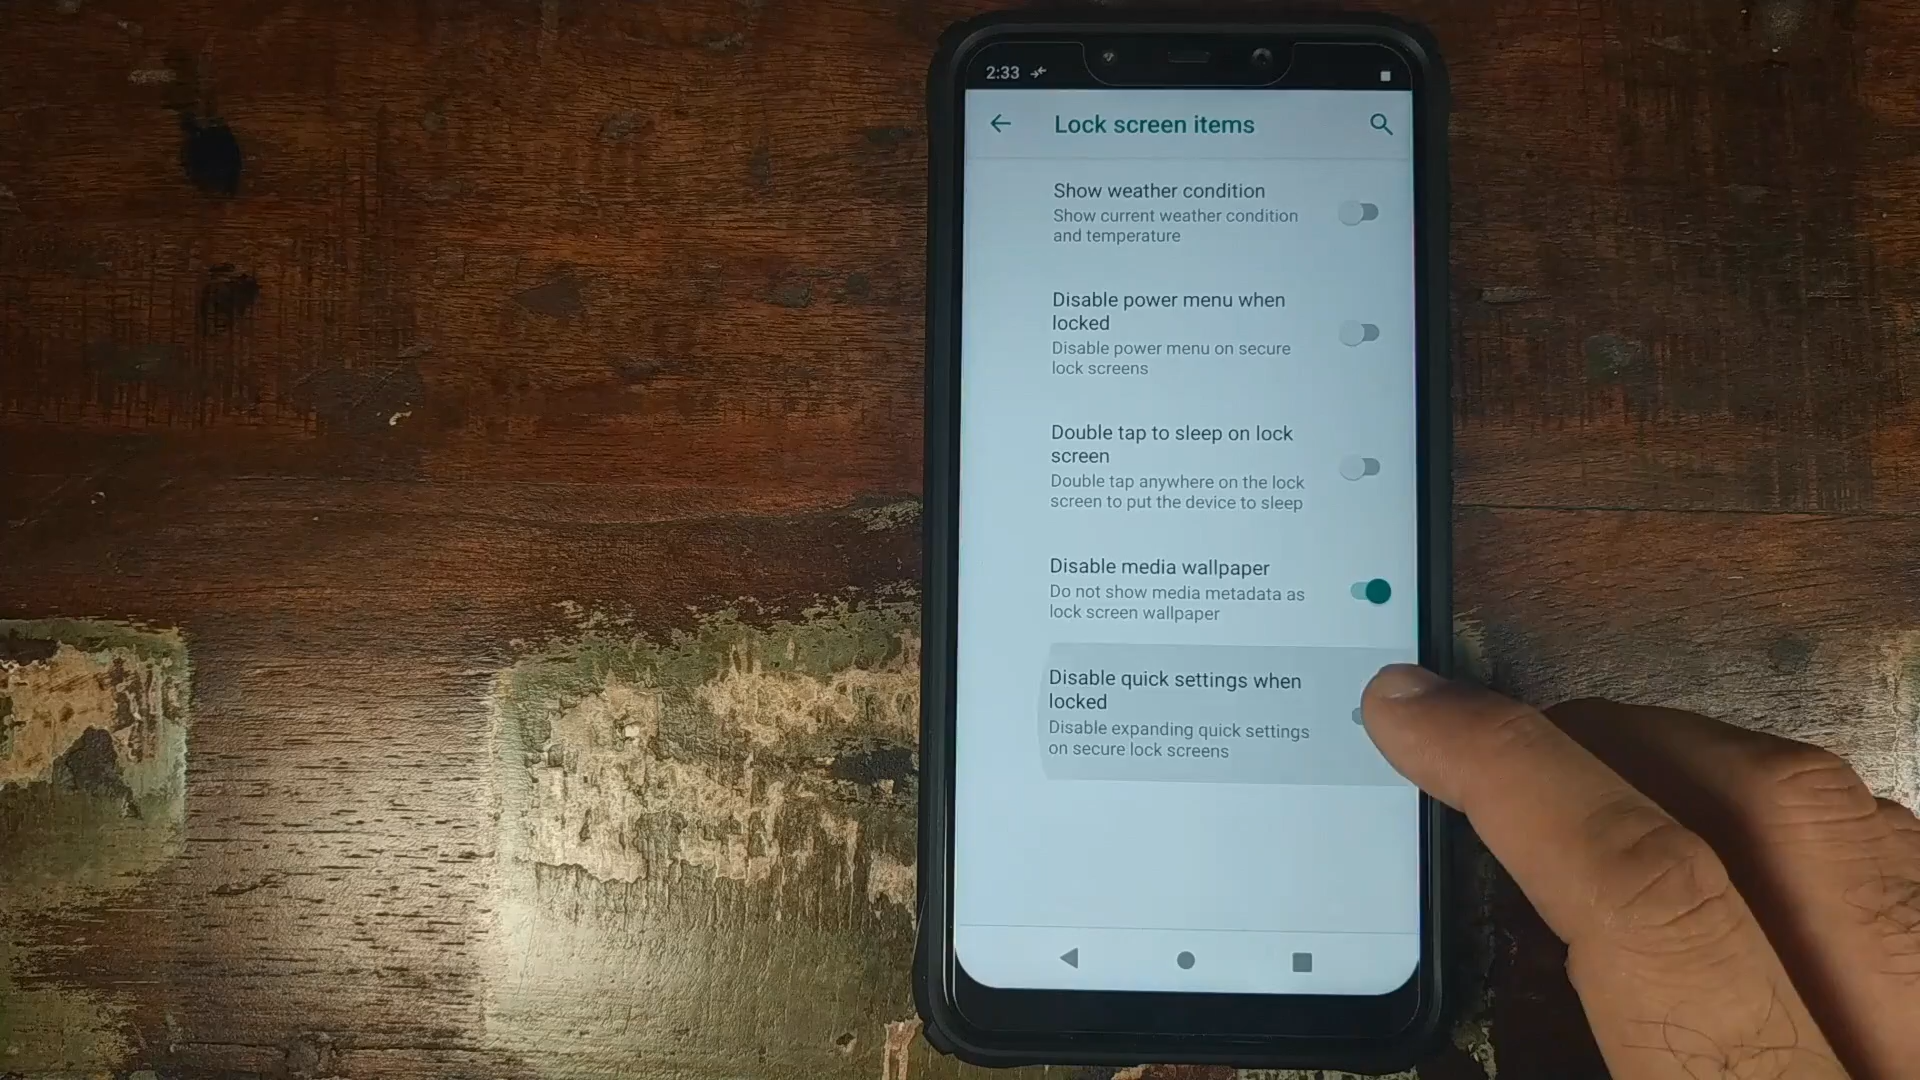 2:33
Lock screen items
Show weather condition
Show current weather condition
and temperature
Disable power menu when
locked
Disable power menu on secure
lock screens
Double tap to sleep on lock
screen
Double tap anywhere on the lock
screen to put the device to sleep
Disable media wallpaper
Do not show media metadata as
lock screen wallpaper
Disable quick settings when
locked
Disable expanding quick settings
on secure lock screens